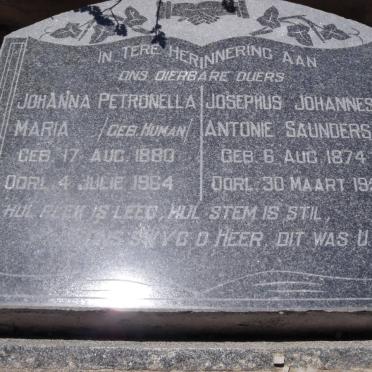 IN TERE HERINNERING AAN
ONS DIERBARE OUERS
JOHANNA PETRONELLA
MARIA (GEB. HUMAN)
GEB. 17 AUG. 1880
OORL. 4 JULIE 1964
JOSEPHUS JOHANNES
ANTONIE SAUNDERS
GEB. 6 AUG. 1874
OORL. 30 MAART
HUL PLEK IS LEEG, HUL STEM IS STIL,
ONS SWYG O HEER, DIT WAS U